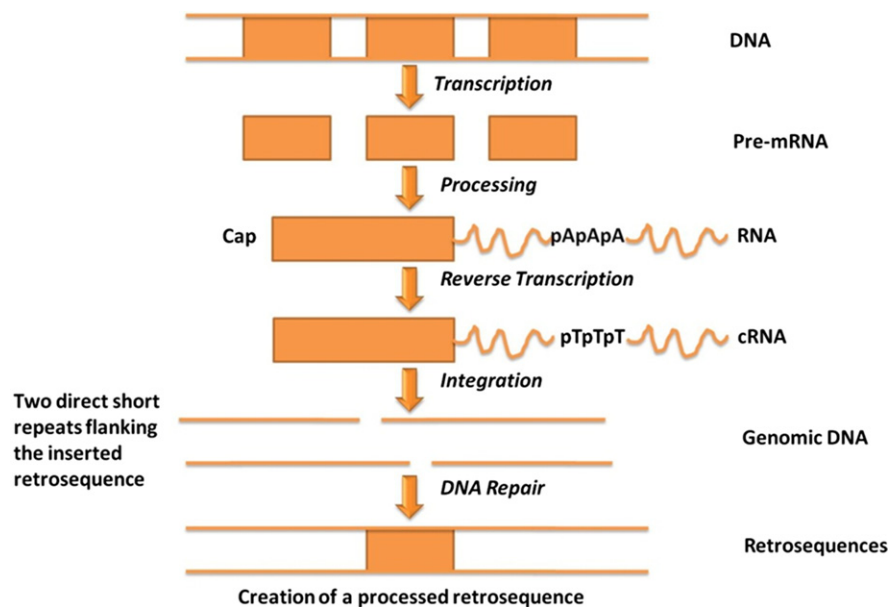 DNA
Transcription
Pre-mRNA
Processing
Cap
pApApA
RNA
Reverse Transcription
pTpTpT
cRNA
Integration
Two direct short
repeats flanking
the inserted
retrosequence
Genomic DNA
DNA Repair
Retrosequences
Creation of a processed retrosequence